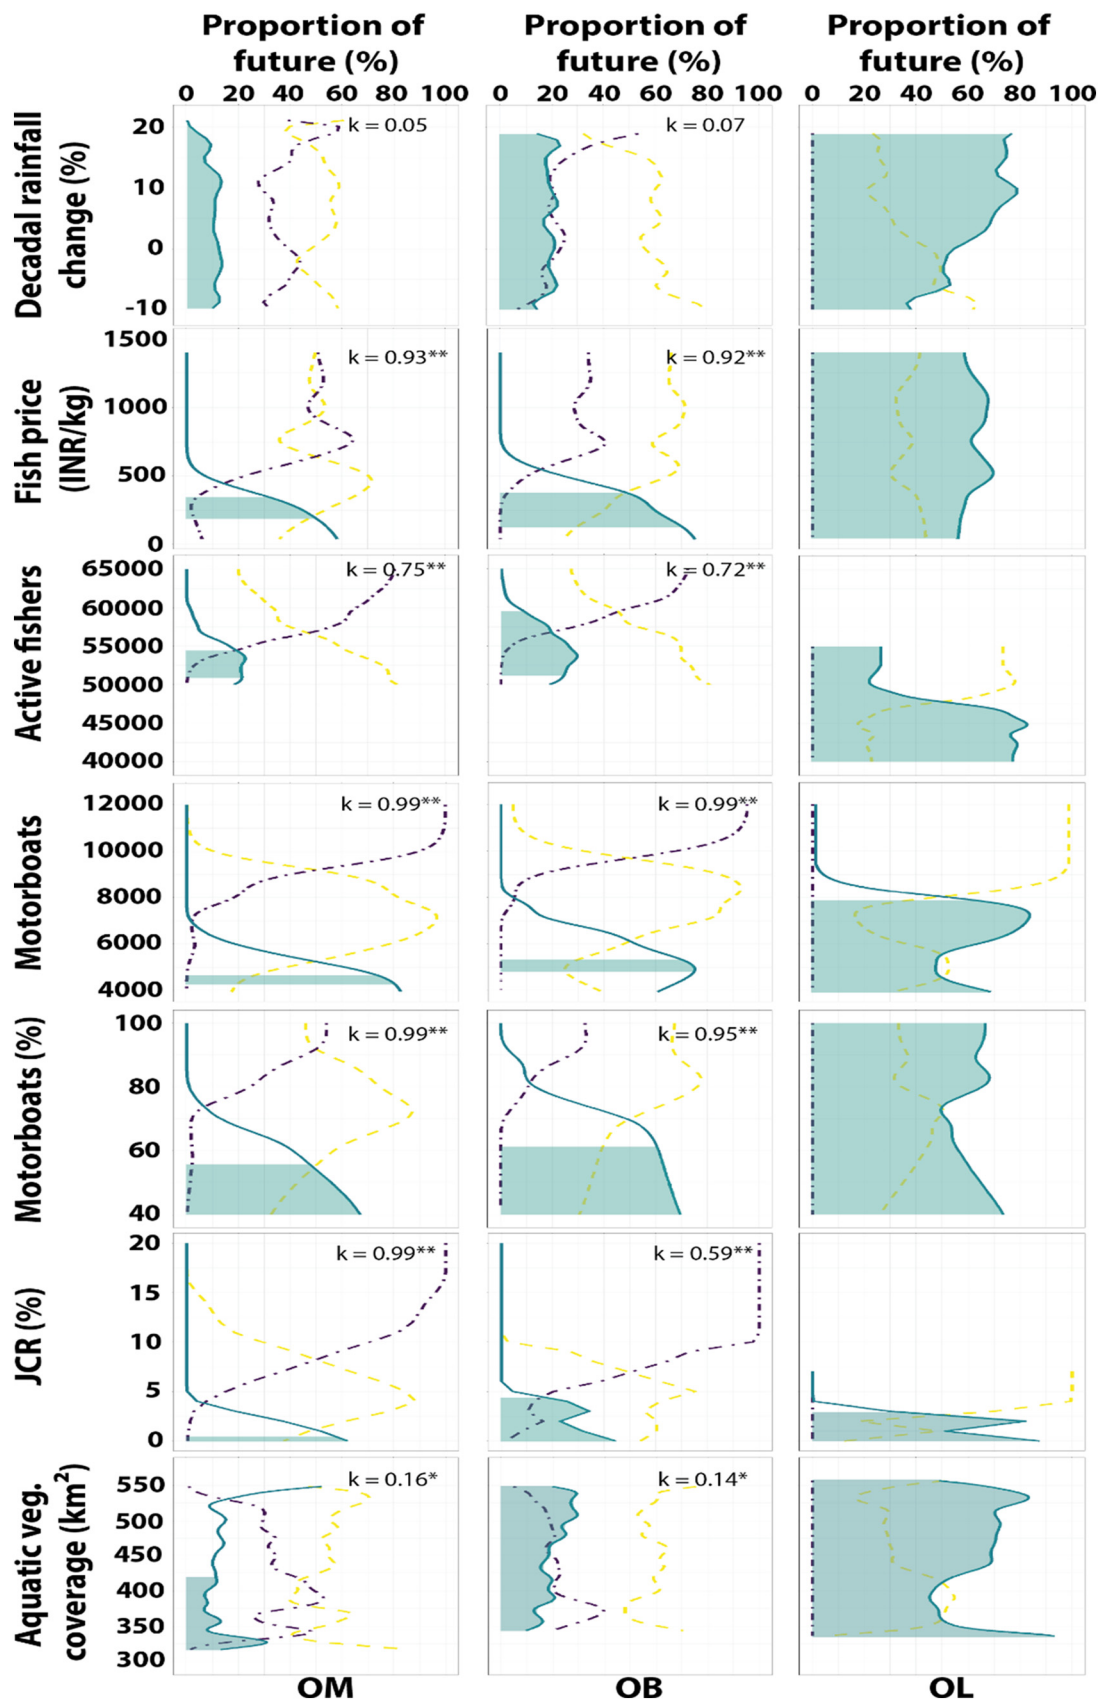 Proportion of future (%)
Proportion of future (%)
Proportion of future (%)
0 20 40 60 80 100
0 20 40 60 80 100
0 20 40 60 80 100
Decadal rainfall change (%)
20
10
0
-10
k = 0.05
k = 0.07
Fish price (INR/kg)
1500
1000
500
0
k = 0.93**
k = 0.92**
Active fishers
65000
60000
55000
50000
45000
40000
k = 0.75**
k = 0.72**
Motorboats
12000
10000
8000
6000
4000
k = 0.99**
k = 0.99**
Motorboats (%)
100
80
60
40
k = 0.99**
k = 0.95**
JCR (%)
20
15
10
5
0
k = 0.99**
k = 0.59**
Aquatic veg. coverage (km²)
550
500
450
400
350
300
k = 0.16*
k = 0.14*
OM
OB
OL